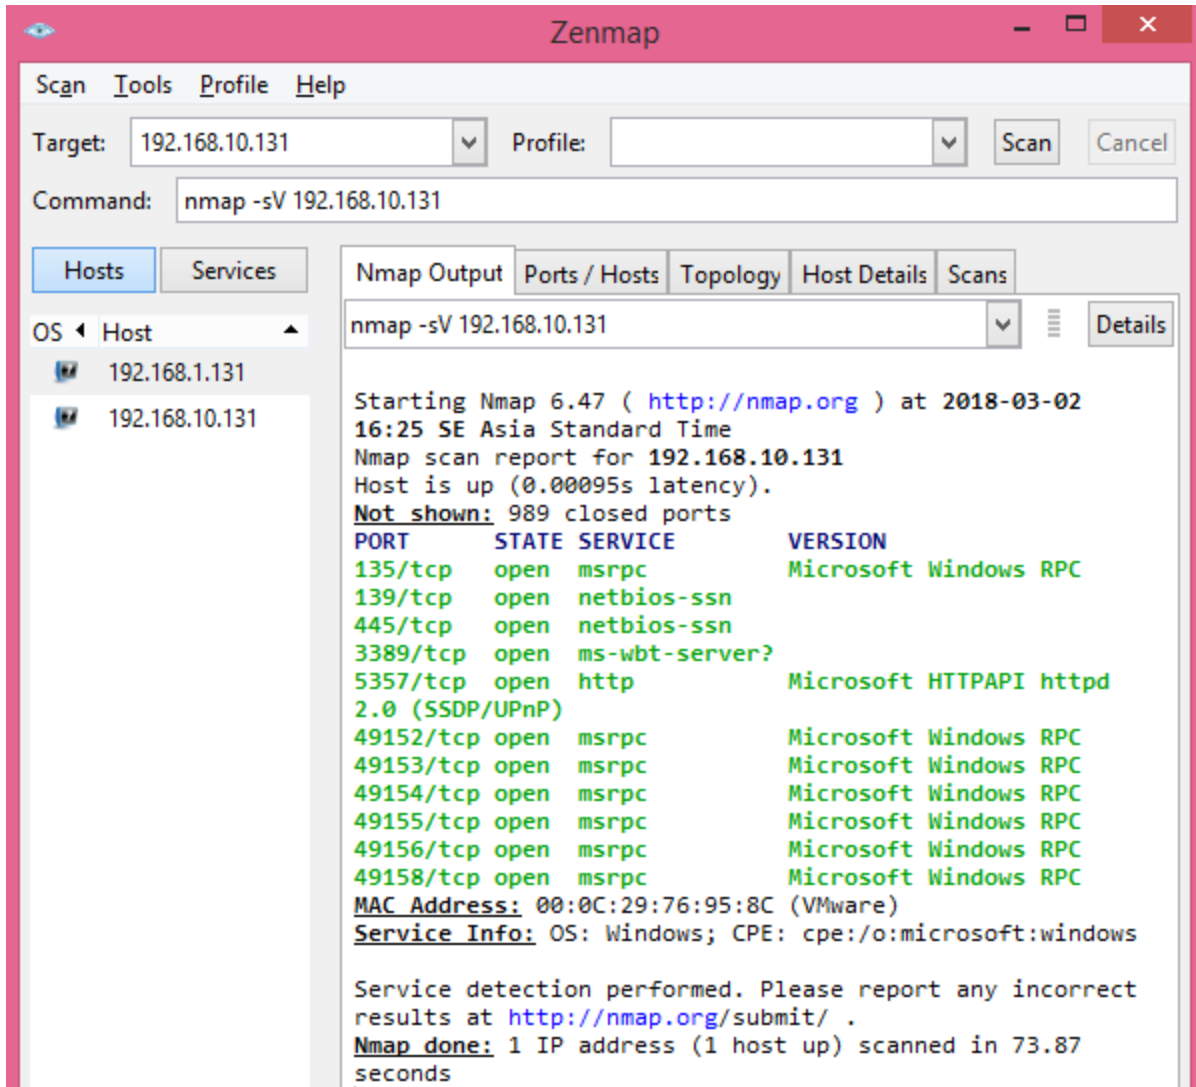 Zenmap
Scan Tools Profile Help
Target: 192.168.10.131 Profile: Scan Cancel
Command: nmap -sV 192.168.10.131
Hosts Services
Nmap Output Ports / Hosts Topology Host Details Scans
OS Host
192.168.1.131
192.168.10.131
nmap -sV 192.168.10.131 Details
Starting Nmap 6.47 ( http://nmap.org ) at 2018-03-02
16:25 SE Asia Standard Time
Nmap scan report for 192.168.10.131
Host is up (0.00095s latency).
Not shown: 989 closed ports
PORT STATE SERVICE VERSION
135/tcp open msrpc Microsoft Windows RPC
139/tcp open netbios-ssn
445/tcp open netbios-ssn
3389/tcp open ms-wbt-server?
5357/tcp open http Microsoft HTTPAPI httpd
2.0 (SSDP/UPnP)
49152/tcp open msrpc Microsoft Windows RPC
49153/tcp open msrpc Microsoft Windows RPC
49154/tcp open msrpc Microsoft Windows RPC
49155/tcp open msrpc Microsoft Windows RPC
49156/tcp open msrpc Microsoft Windows RPC
49158/tcp open msrpc Microsoft Windows RPC
MAC Address: 00:0C:29:76:95:8C (VMware)
Service Info: OS: Windows; CPE: cpe:/o:microsoft:windows
Service detection performed. Please report any incorrect
results at http://nmap.org/submit/ .
Nmap done: 1 IP address (1 host up) scanned in 73.87
seconds